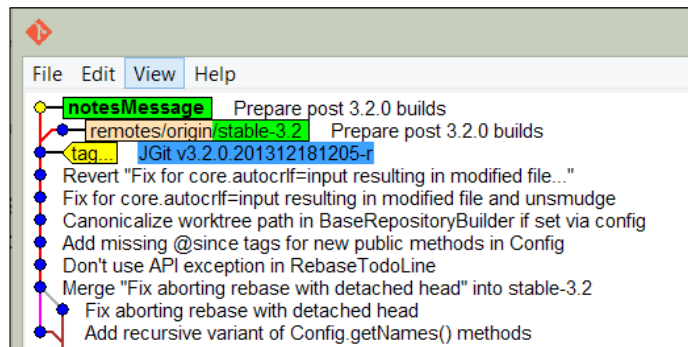 File Edit View Help
notesMessage Prepare post 3.2.0 builds
remotes/origin/stable-3.2 Prepare post 3.2.0 builds
tag... JGit v3.2.0.201312181205-r
Revert "Fix for core.autocrlf=input resulting in modified file..."
Fix for core.autocrlf=input resulting in modified file and unsmudge
Canonicalize worktree path in BaseRepositoryBuilder if set via config
Add missing @since tags for new public methods in Config
Don't use API exception in RebaseTodoLine
Merge "Fix aborting rebase with detached head" into stable-3.2
Fix aborting rebase with detached head
Add recursive variant of Config.getNames() methods